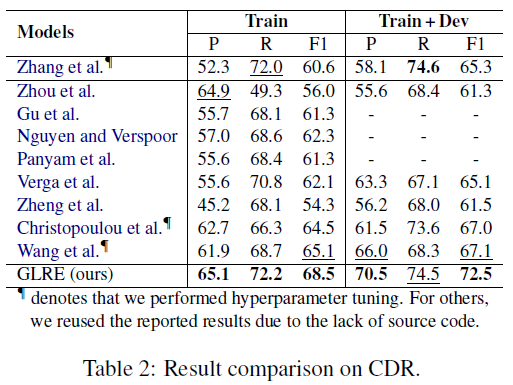 Models Train Train + Dev
P R F1 P R F1
Zhang et al.¶ 52.3 72.0 60.6 58.1 74.6 65.3
Zhou et al. 64.9 49.3 56.0 55.6 68.4 61.3
Gu et al. 55.7 68.1 61.3 - - -
Nguyen and Verspoor 57.0 68.6 62.3 - - -
Panyam et al. 55.6 68.4 61.3 - - -
Verga et al. 55.6 70.8 62.1 63.3 67.1 65.1
Zheng et al. 45.2 68.1 54.3 56.2 68.0 61.5
Christopoulou et al.¶ 62.7 66.3 64.5 61.5 73.6 67.0
Wang et al.¶ 61.9 68.7 65.1 66.0 68.3 67.1
GLRE (ours) 65.1 72.2 68.5 70.5 74.5 72.5
¶ denotes that we performed hyperparameter tuning. For others,
we reused the reported results due to the lack of source code.
Table 2: Result comparison on CDR.